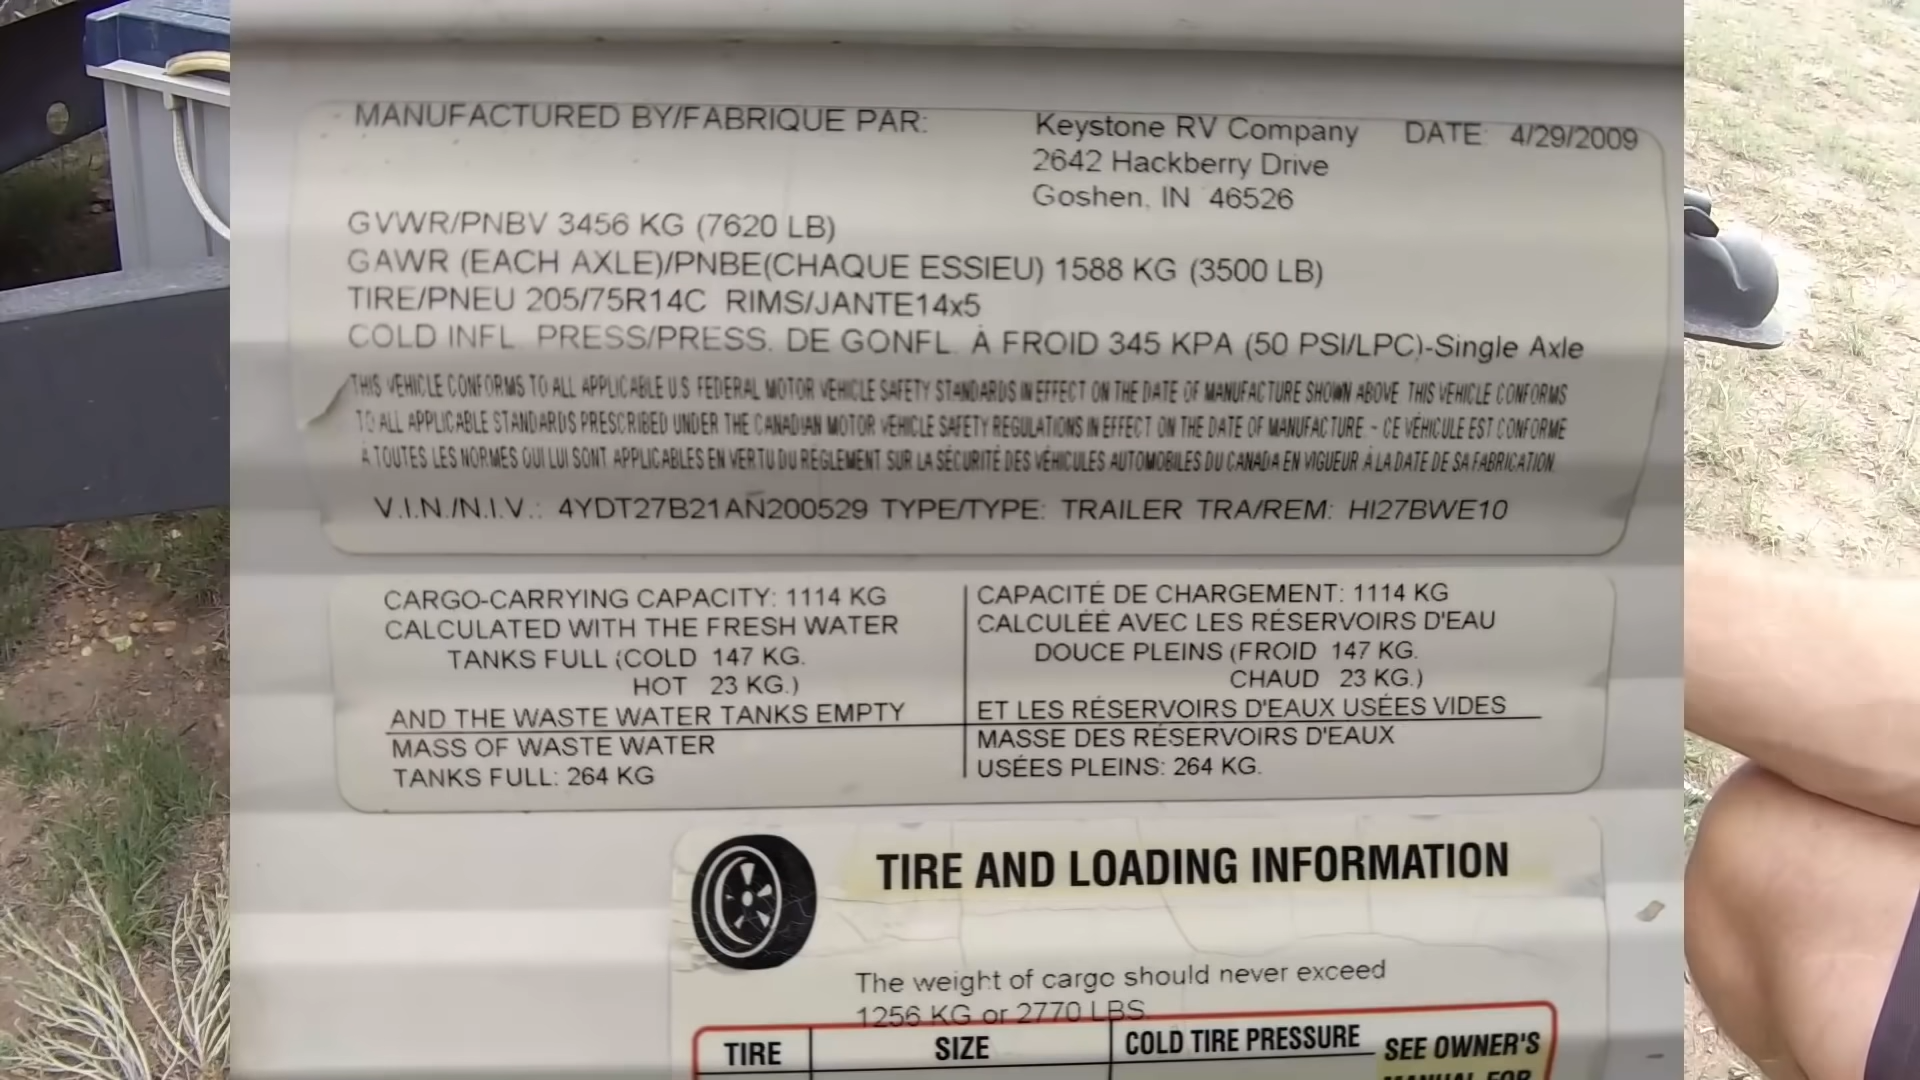 MANUFACTURED BY/FABRIQUE PAR: Keystone RV Company DATE: 4/29/2009
2642 Hackberry Drive
Goshen, IN 46526
GVWR/PNBV 3456 KG (7620 LB)
GAWR (EACH AXLE)/PNBE(CHAQUE ESSIEU) 1588 KG (3500 LB)
TIRE/PNEU 205/75R14C RIMS/JANTE14x5
COLD INFL. PRESS/PRESS. DE GONFL. À FROID 345 KPA (50 PSI/LPC)-Single Axle
THIS VEHICLE CONFORMS TO ALL APPLICABLE U.S. FEDERAL MOTOR VEHICLE SAFETY STANDARDS IN EFFECT ON THE DATE OF MANUFACTURE SHOWN ABOVE. THIS VEHICLE CONFORMS
TO ALL APPLICABLE STANDARDS PRESCRIBED UNDER THE CANADIAN MOTOR VEHICLE SAFETY REGULATIONS IN EFFECT ON THE DATE OF MANUFACTURE. - CE VÉHICULE EST CONFORME
À TOUTES LES NORMES QUI LUI SONT APPLICABLES EN VERTU DU RÈGLEMENT SUR LA SÉCURITÉ DES VÉHICULES AUTOMOBILES DU CANADA EN VIGUEUR À LA DATE DE SA FABRICATION.
V.I.N./N.I.V.: 4YDT27B21AN200529 TYPE/TYPE: TRAILER TRA/REM: HI27BWE10
CARGO-CARRYING CAPACITY: 1114 KG
CALCULATED WITH THE FRESH WATER
TANKS FULL (COLD 147 KG.
HOT 23 KG.)
AND THE WASTE WATER TANKS EMPTY
MASS OF WASTE WATER
TANKS FULL: 264 KG
CAPACITÉ DE CHARGEMENT: 1114 KG
CALCULÉE AVEC LES RÉSERVOIRS D'EAU
DOUCE PLEINS (FROID 147 KG.
CHAUD 23 KG.)
ET LES RÉSERVOIRS D'EAUX USÉES VIDES
MASSE DES RÉSERVOIRS D'EAUX
USÉES PLEINS: 264 KG.
TIRE AND LOADING INFORMATION
The weight of cargo should never exceed
1256 KG or 2770 LBS.
TIRE SIZE COLD TIRE PRESSURE SEE OWNER'S
MANUAL FOR